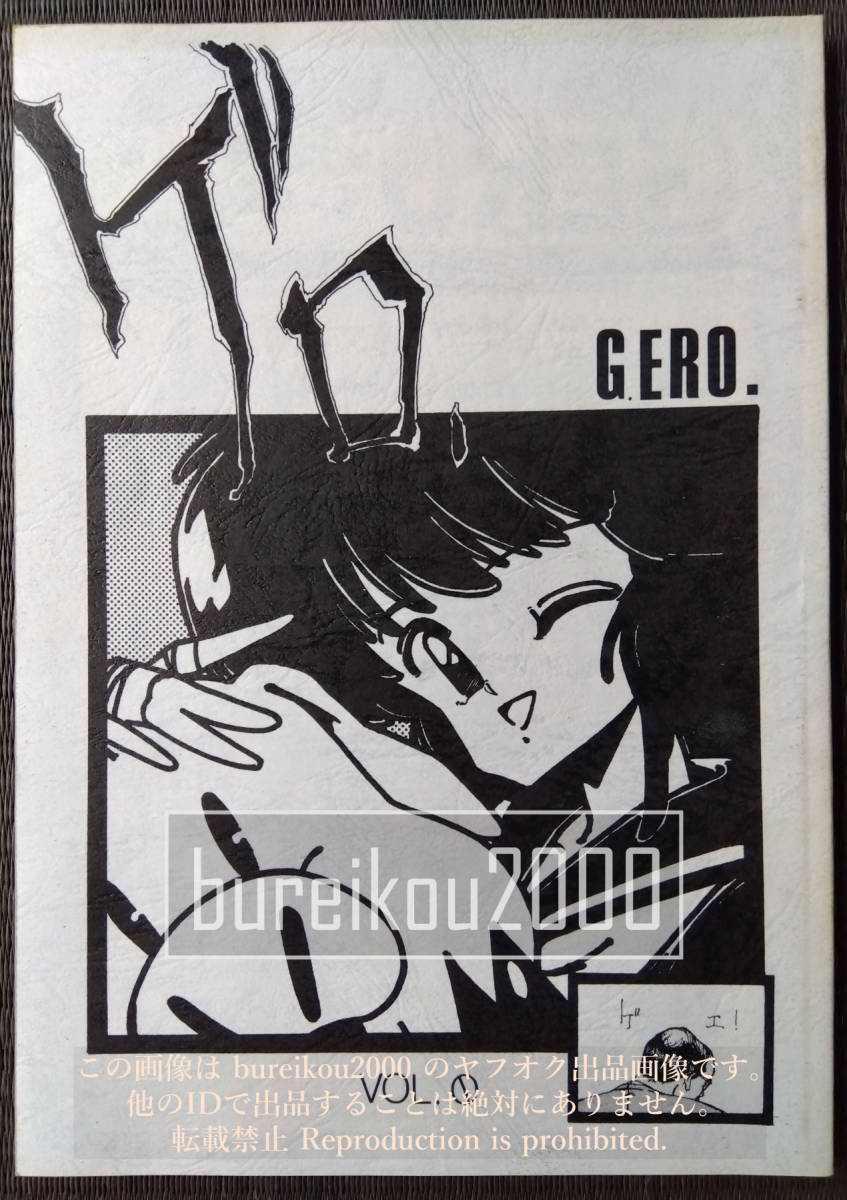 ゲロ
G.ERO.
bureikou2000
ゲ エ!
VOL.①
この画像は bureikou2000 のヤフオク出品画像です。
他のIDで出品することは絶対にありません。
転載禁止 Reproduction is prohibited.